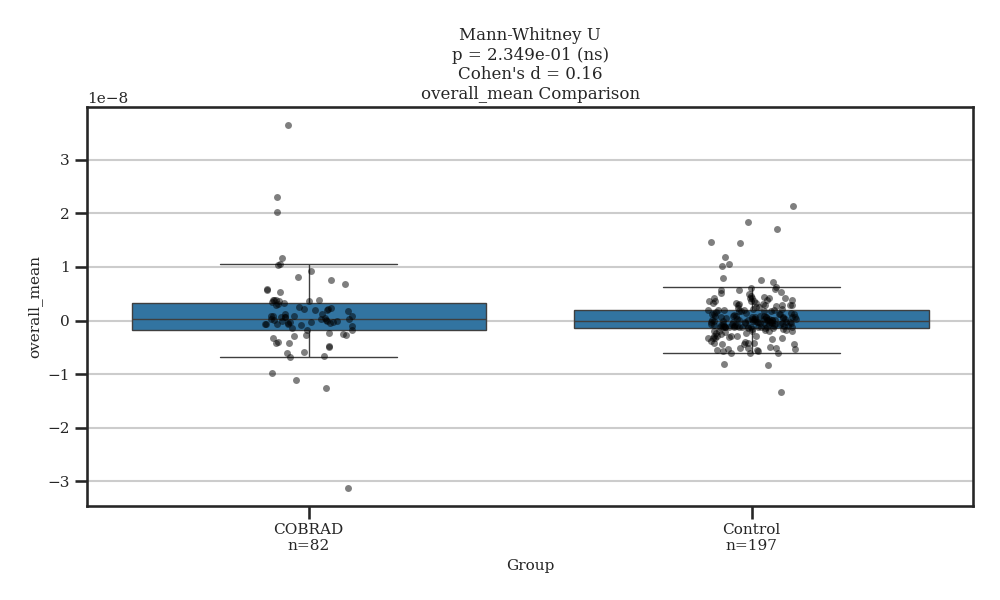 Mann-Whitney U
p = 2.349e-01 (ns)
Cohen's d = 0.16
overall_mean Comparison
1e−8
3
2
1
0
−1
−2
−3
overall_mean
COBRAD
n=82
Control
n=197
Group